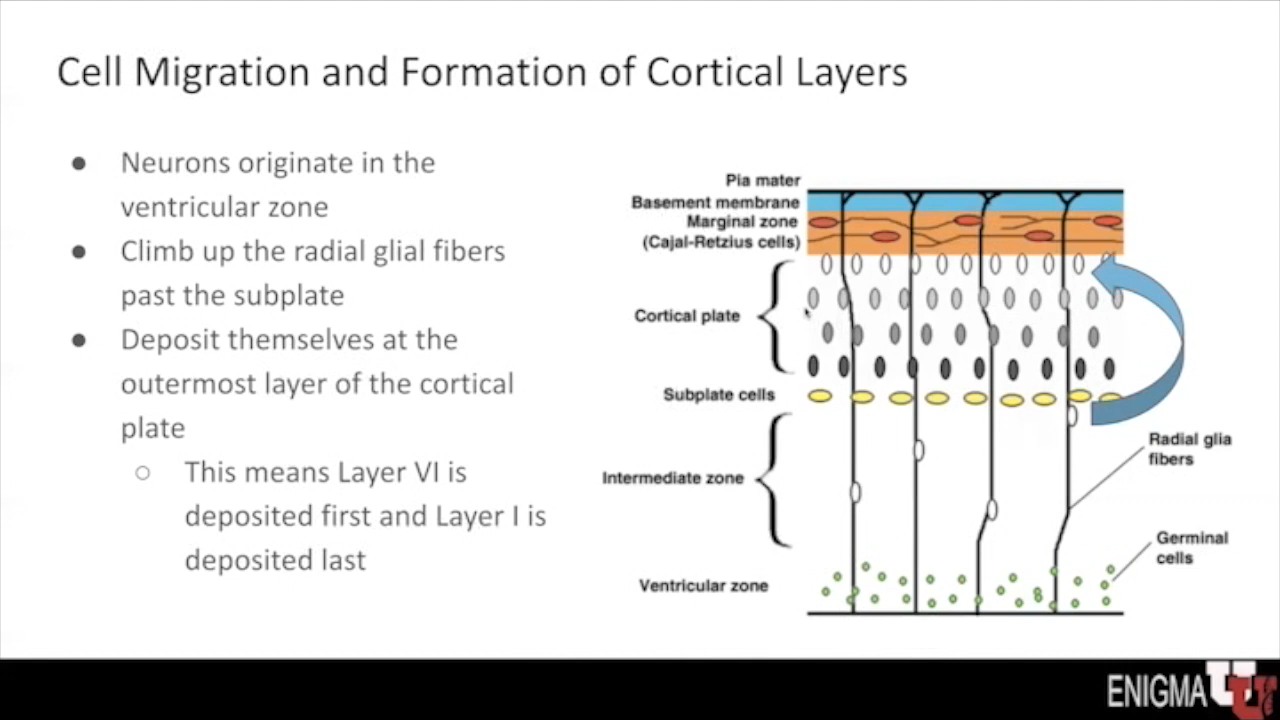 Cell Migration and Formation of Cortical Layers
● Neurons originate in the
ventricular zone
● Climb up the radial glial fibers
past the subplate
● Deposit themselves at the
outermost layer of the cortical
plate
○ This means Layer VI is
deposited first and Layer I is
deposited last
Pia mater
Basement membrane
Marginal zone
(Cajal-Retzius cells)
Cortical plate
Subplate cells
Intermediate zone
Radial glia
fibers
Germinal
cells
Ventricular zone
ENIGMA
U